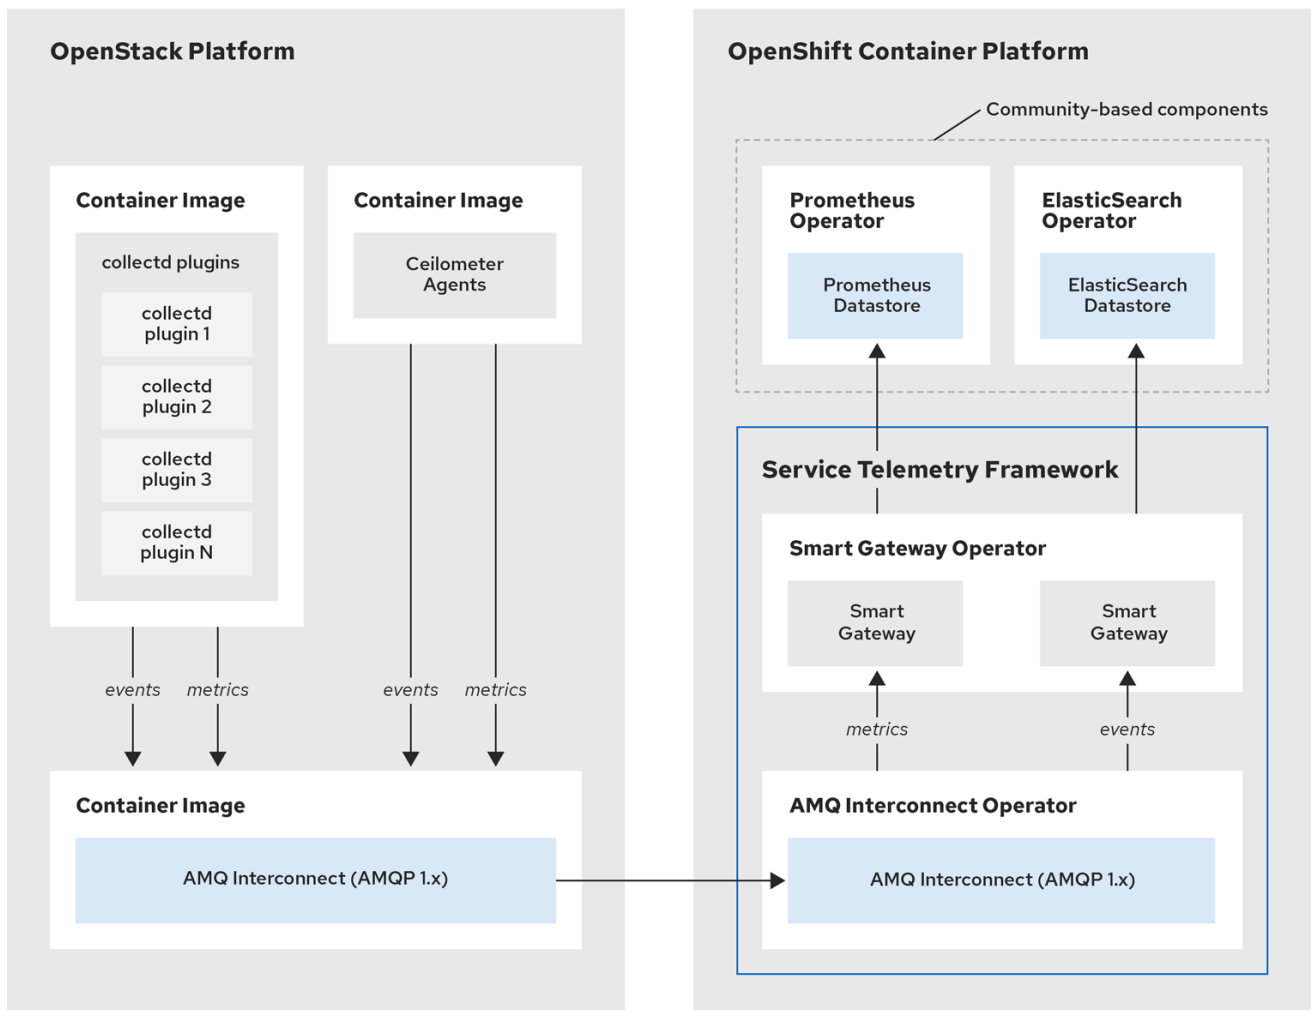 OpenStack Platform
Container Image
collectd plugins
collectd
plugin 1
collectd
plugin 2
collectd
plugin 3
collectd
plugin N
Container Image
Ceilometer
Agents
events
metrics
events
metrics
Container Image
AMQ Interconnect (AMQP 1.x)
OpenShift Container Platform
Community-based components
Prometheus
Operator
Prometheus
Datastore
ElasticSearch
Operator
ElasticSearch
Datastore
Service Telemetry Framework
Smart Gateway Operator
Smart
Gateway
Smart
Gateway
metrics
events
AMQ Interconnect Operator
AMQ Interconnect (AMQP 1.x)